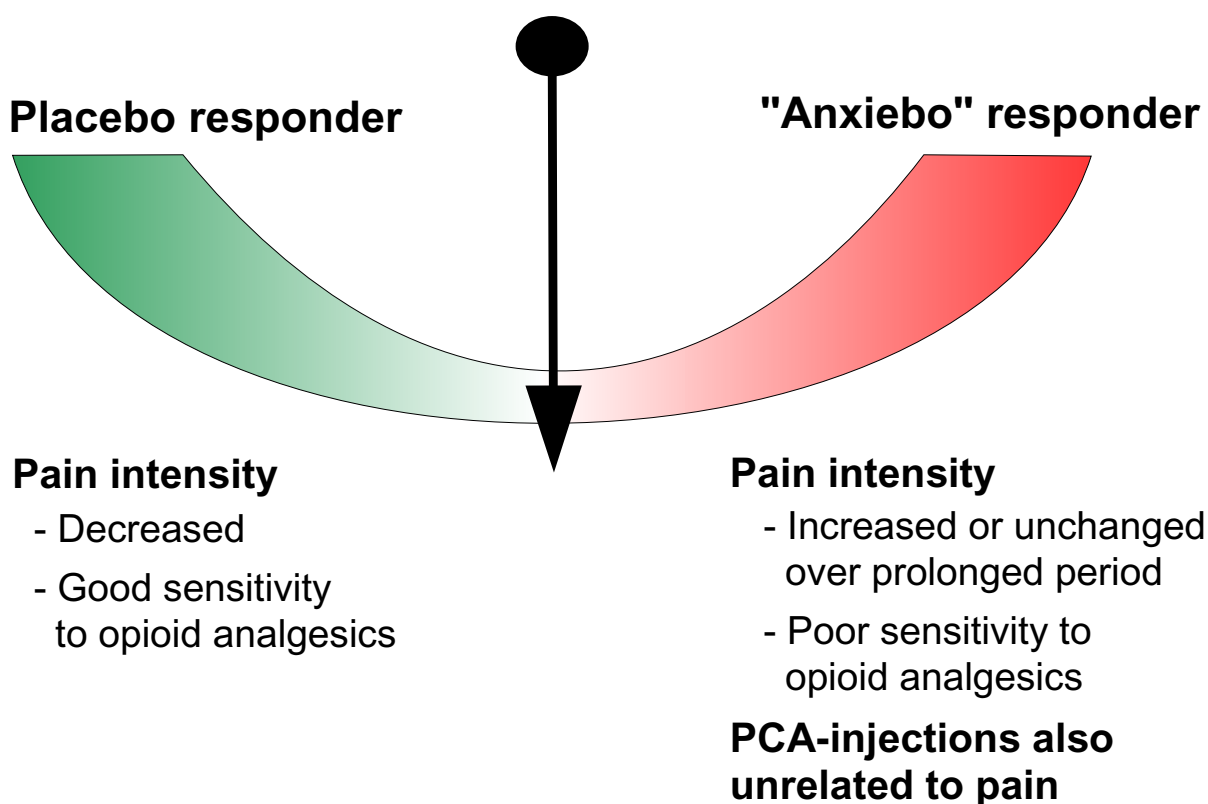 Placebo responder
"Anxiebo" responder
Pain intensity
- Decreased
- Good sensitivity
to opioid analgesics
Pain intensity
- Increased or unchanged
over prolonged period
- Poor sensitivity to
opioid analgesics
PCA-injections also
unrelated to pain